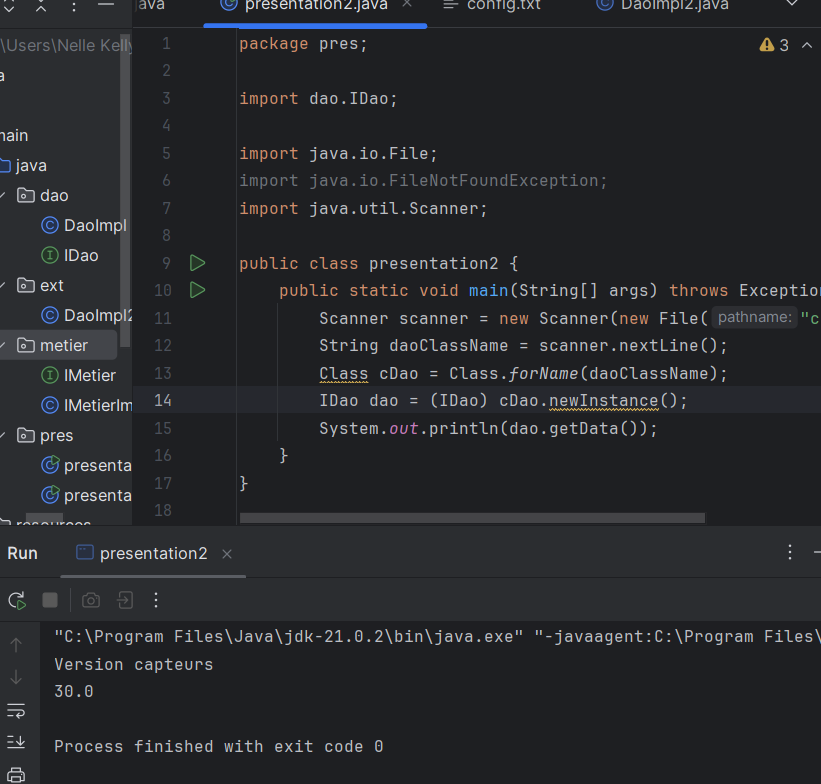 ava
presentation2.java
config.txt
DaoImpl2.java
\Users\Nelle Kelly
a
main
java
dao
DaoImpl
IDao
ext
DaoImpl2
metier
IMetier
IMetierIm
pres
presenta
presenta
resources
3
1 package pres;
2
3 import dao.IDao;
4
5 import java.io.File;
6 import java.io.FileNotFoundException;
7 import java.util.Scanner;
8
9 public class presentation2 {
10 public static void main(String[] args) throws Exception
11 Scanner scanner = new Scanner(new File( pathname: "c
12 String daoClassName = scanner.nextLine();
13 Class cDao = Class.forName(daoClassName);
14 IDao dao = (IDao) cDao.newInstance();
15 System.out.println(dao.getData());
16 }
17 }
18
Run
presentation2
"C:\Program Files\Java\jdk-21.0.2\bin\java.exe" "-javaagent:C:\Program Files\
Version capteurs
30.0
Process finished with exit code 0